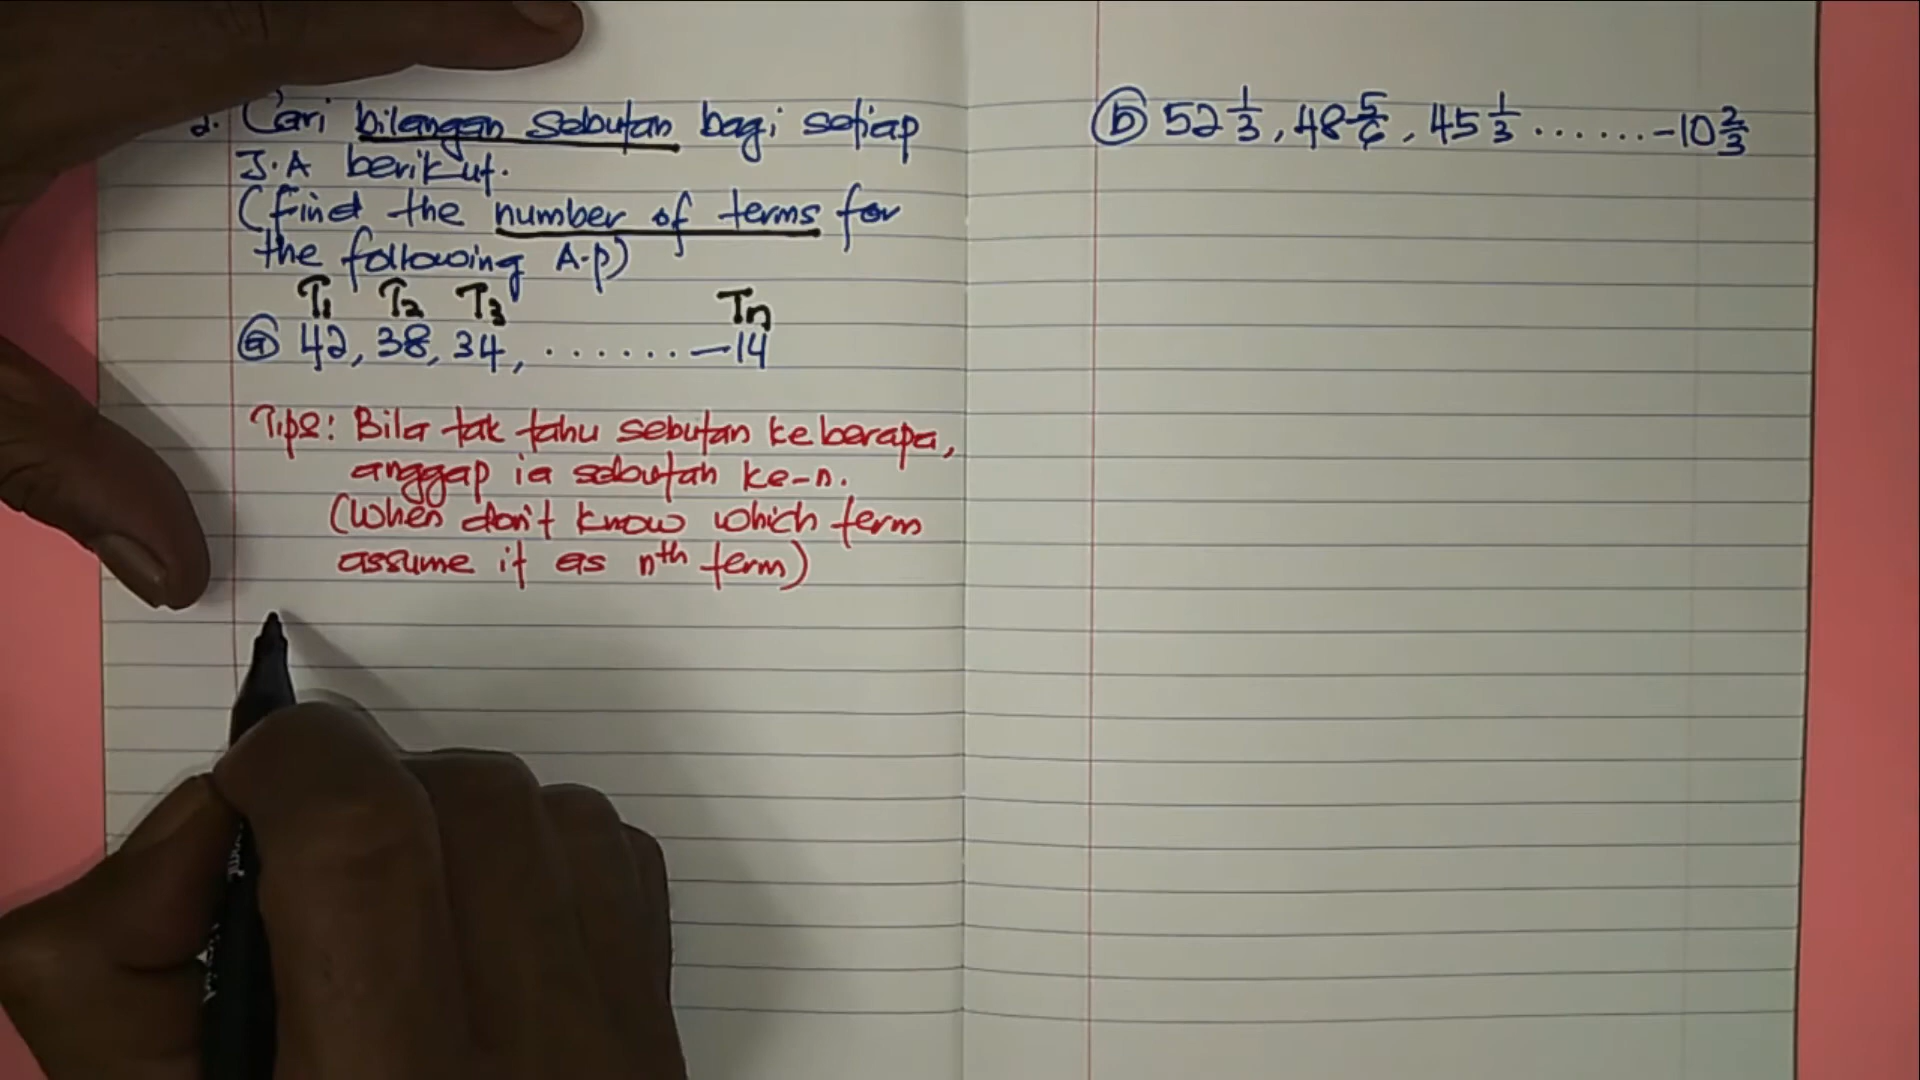 2. Cari bilangan sebutan bagi setiap
J.A berikut.
(Find the number of terms for
the following A.P)
T₁ T₂ T₃ Tn
ⓐ 42, 38, 34, ....... -14
Tips: Bila tak tahu sebutan keberapa,
anggap ia sebutan ke-n.
(When don't know which term
assume it as nᵗʰ term)
ⓑ 52 1/3, 48 5/6, 45 1/3 ....... -10 2/3